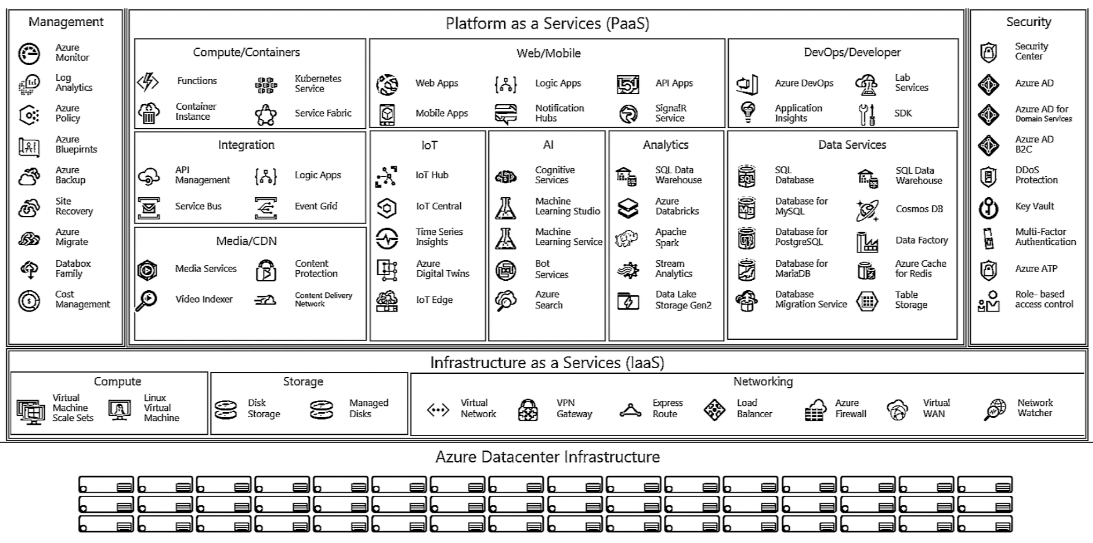 Management
Azure
Monitor
Log
Analytics
Azure
Policy
Azure
Bluepirnts
Azure
Backup
Site
Recovery
Azure
Migrate
Databox
Family
Cost
Management
Platform as a Services (PaaS)
Compute/Containers
Functions
Kubernetes
Service
Container
Instance
Service Fabric
Web/Mobile
Web Apps
Logic Apps
API Apps
Mobile Apps
Notification
Hubs
SignalR
Service
DevOps/Developer
Azure DevOps
Lab
Services
Application
Insights
SDK
Integration
API
Management
Logic Apps
Service Bus
Event Grid
Media/CDN
Media Services
Content
Protection
Video Indexer
Content Delivery
Network
IoT
IoT Hub
IoT Central
Time Series
Insights
Azure
Digital Twins
IoT Edge
AI
Cognitive
Services
Machine
Learning Studio
Machine
Learning Service
Bot
Services
Azure
Search
Analytics
SQL Data
Warehouse
Azure
Databricks
Apache
Spark
Stream
Analytics
Data Lake
Storage Gen2
Data Services
SQL
Database
SQL Data
Warehouse
Database for
MySQL
Cosmos DB
Database for
PostgreSQL
Data Factory
Database for
MariaDB
Azure Cache
for Redis
Database
Migration Service
Table
Storage
Security
Security
Center
Azure AD
Azure AD for
Domain Services
Azure AD
B2C
DDoS
Protection
Key Vault
Multi-Factor
Authentication
Azure ATP
Role- based
access control
Infrastructure as a Services (IaaS)
Compute
Virtual
Machine
Scale Sets
Linux
Virtual
Machine
Storage
Disk
Storage
Managed
Disks
Networking
Virtual
Network
VPN
Gateway
Express
Route
Load
Balancer
Azure
Firewall
Virtual
WAN
Network
Watcher
Azure Datacenter Infrastructure